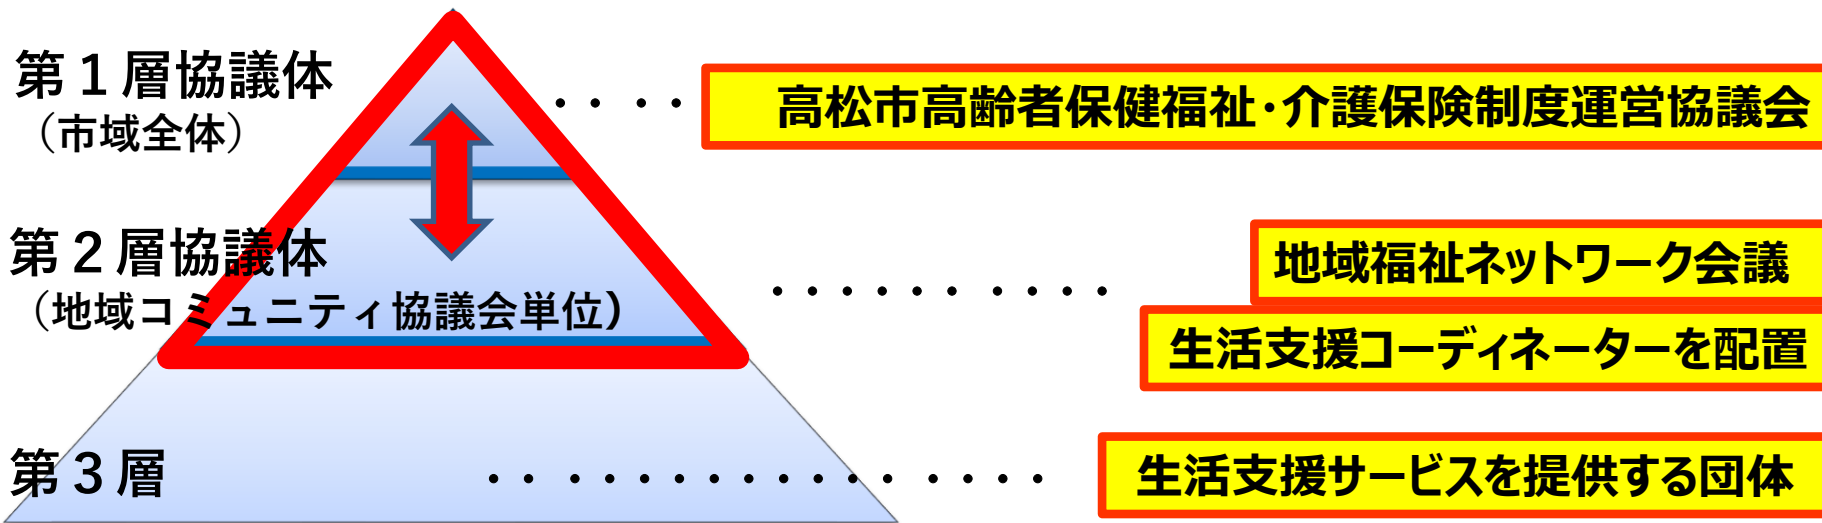 第１層協議体
（市域全体）
高松市高齢者保健福祉・介護保険制度運営協議会
第２層協議体
（地域コミュニティ協議会単位）
地域福祉ネットワーク会議
生活支援コーディネーターを配置
第３層
生活支援サービスを提供する団体